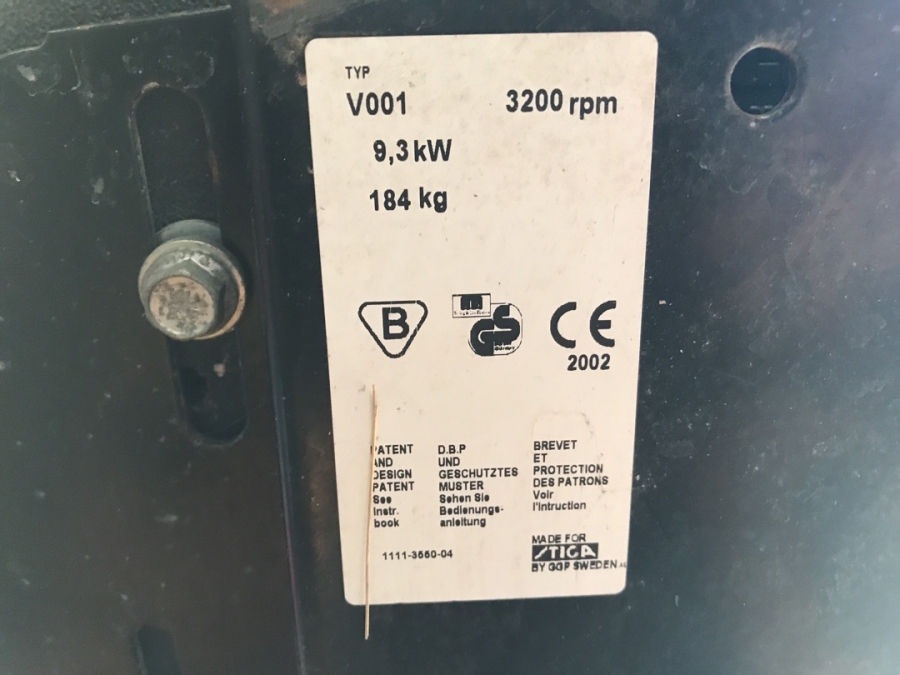 TYP
V001 3200 rpm
9,3 kW
184 kg
B
GS
CE
2002
PATENT
AND
DESIGN
PATENT
See
Instr.
book
D.B.P
UND
GESCHUTZTES
MUSTER
Sehen Sie
Bedienungs-
anleitung
BREVET
ET
PROTECTION
DES PATRONS
Voir
l'Intruction
1111-3660-04
MADE FOR
STIGA
BY GGP SWEDEN AB